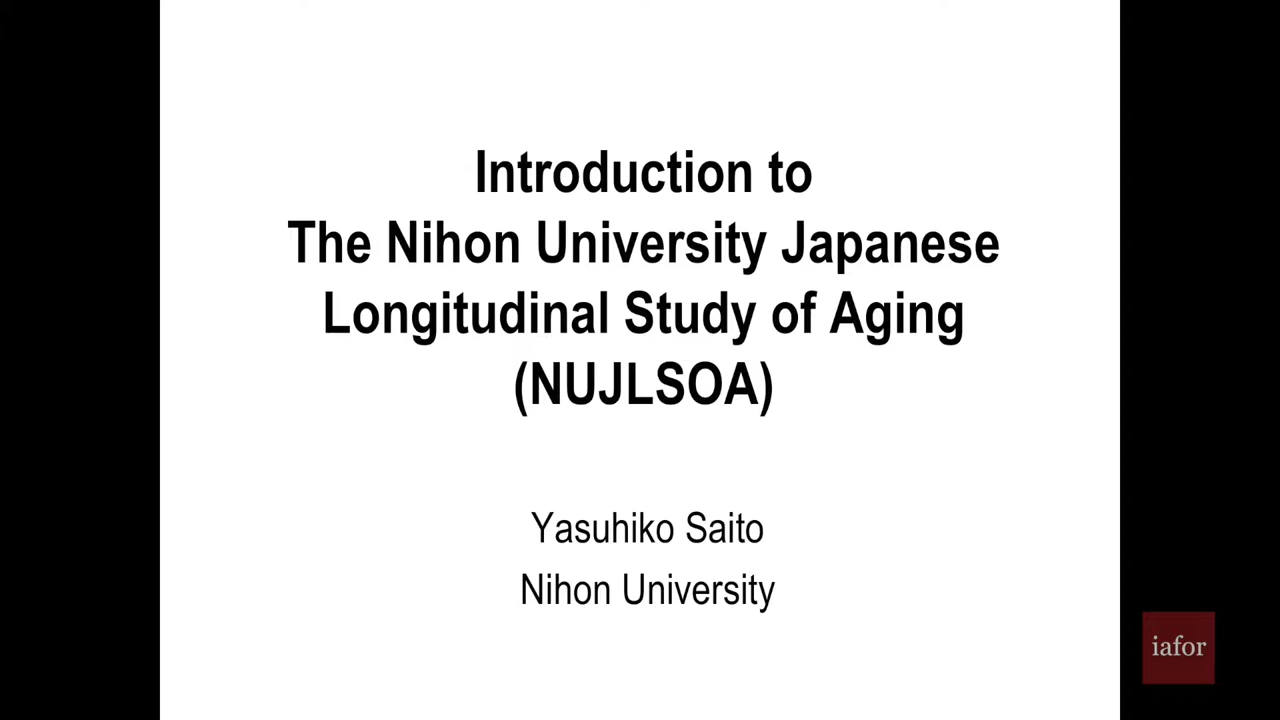 Introduction to
The Nihon University Japanese
Longitudinal Study of Aging
(NUJLSOA)
Yasuhiko Saito
Nihon University
iafor